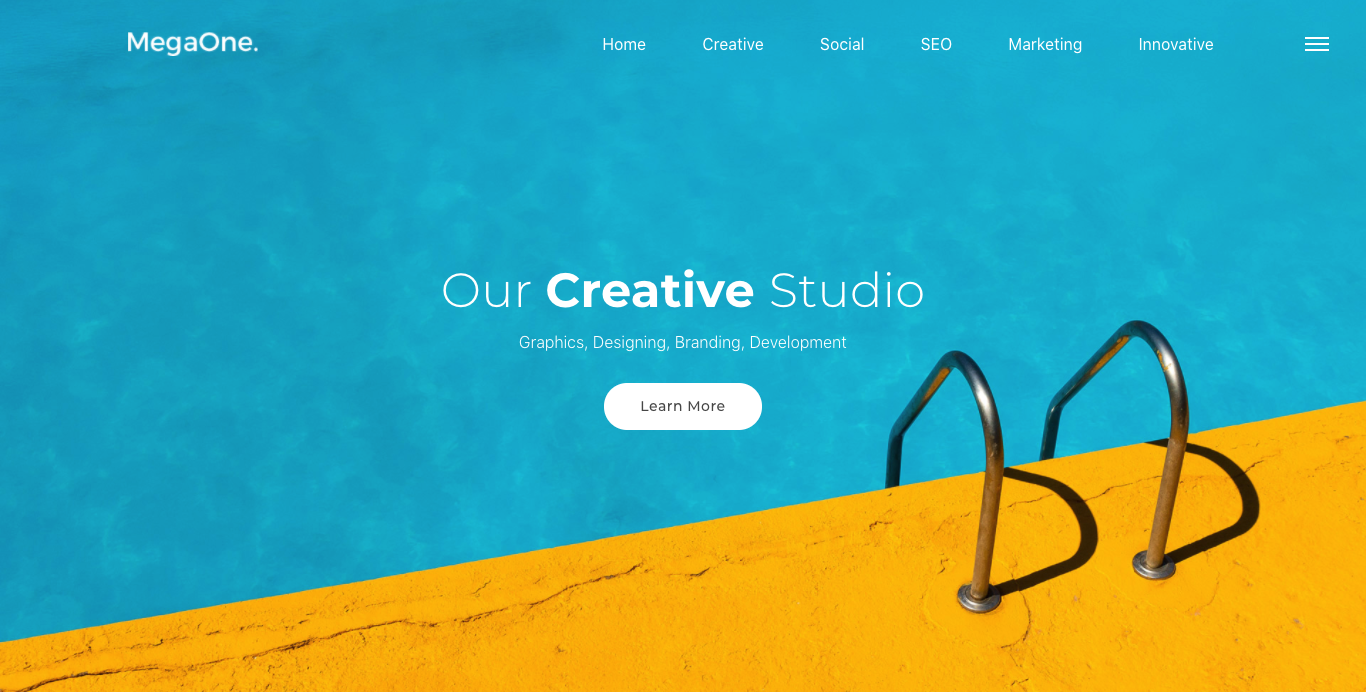 MegaOne.
Home Creative Social SEO Marketing Innovative
Our Creative Studio
Graphics, Designing, Branding, Development
Learn More